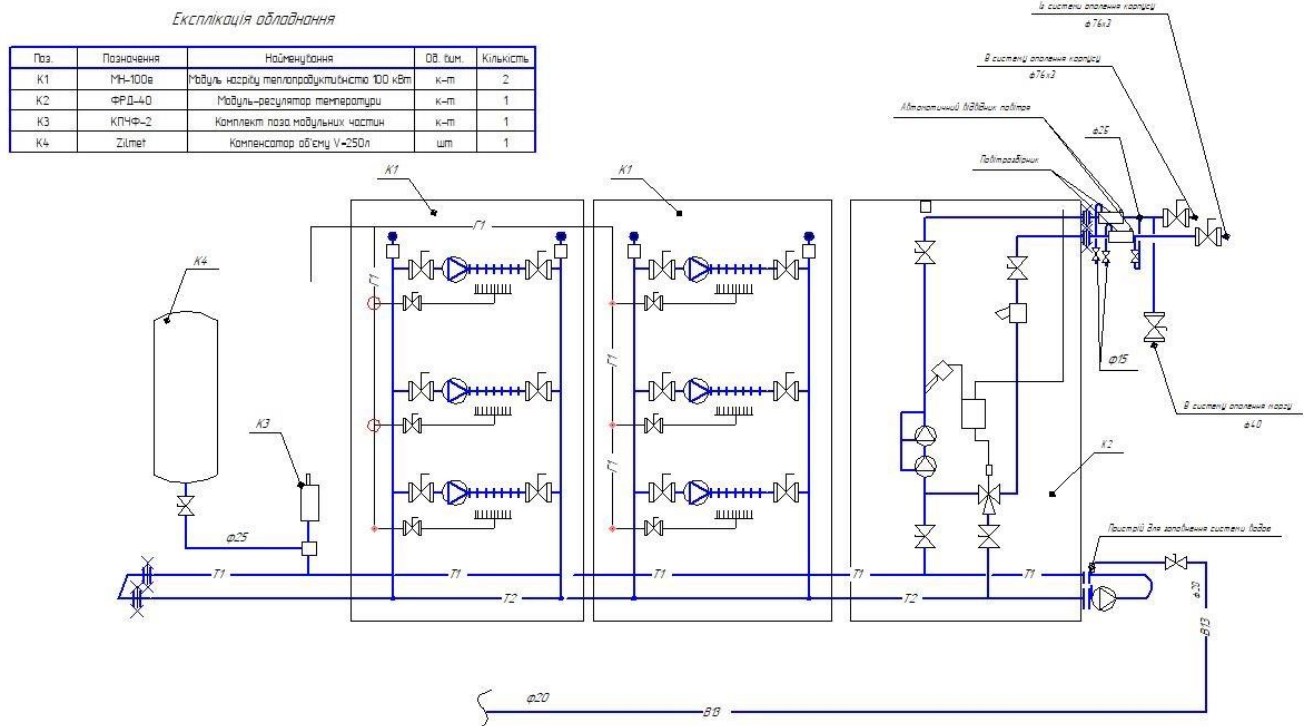 Експлікація обладнання
Поз. Позначення Найменування Од. вим. Кількість
К1 МН-100е Модуль нагріву теплопродуктивністю 100 кВт к-т 2
К2 ФРД-40 Модуль-регулятор температури к-т 1
К3 КПЧФ-2 Комплект поза модульних частин к-т 1
К4 Zilmet Компенсатор об'єму V-250л шт 1
Із системи опалення корпусу
ф76х3
В систему опалення корпусу
ф76х3
Автоматичний відвідник повітря
ф25
Повітрозбірник
К1
К1
Г1
К4
Г1
Г1
ф15
В систему опалення моргу
ф40
К3
К2
Г1
Пристрій для заповнення системи водою
ф25
Т1
Т1
Т1
Т1
Т1
Т2
Т2
ф20
В13
ф20
В13